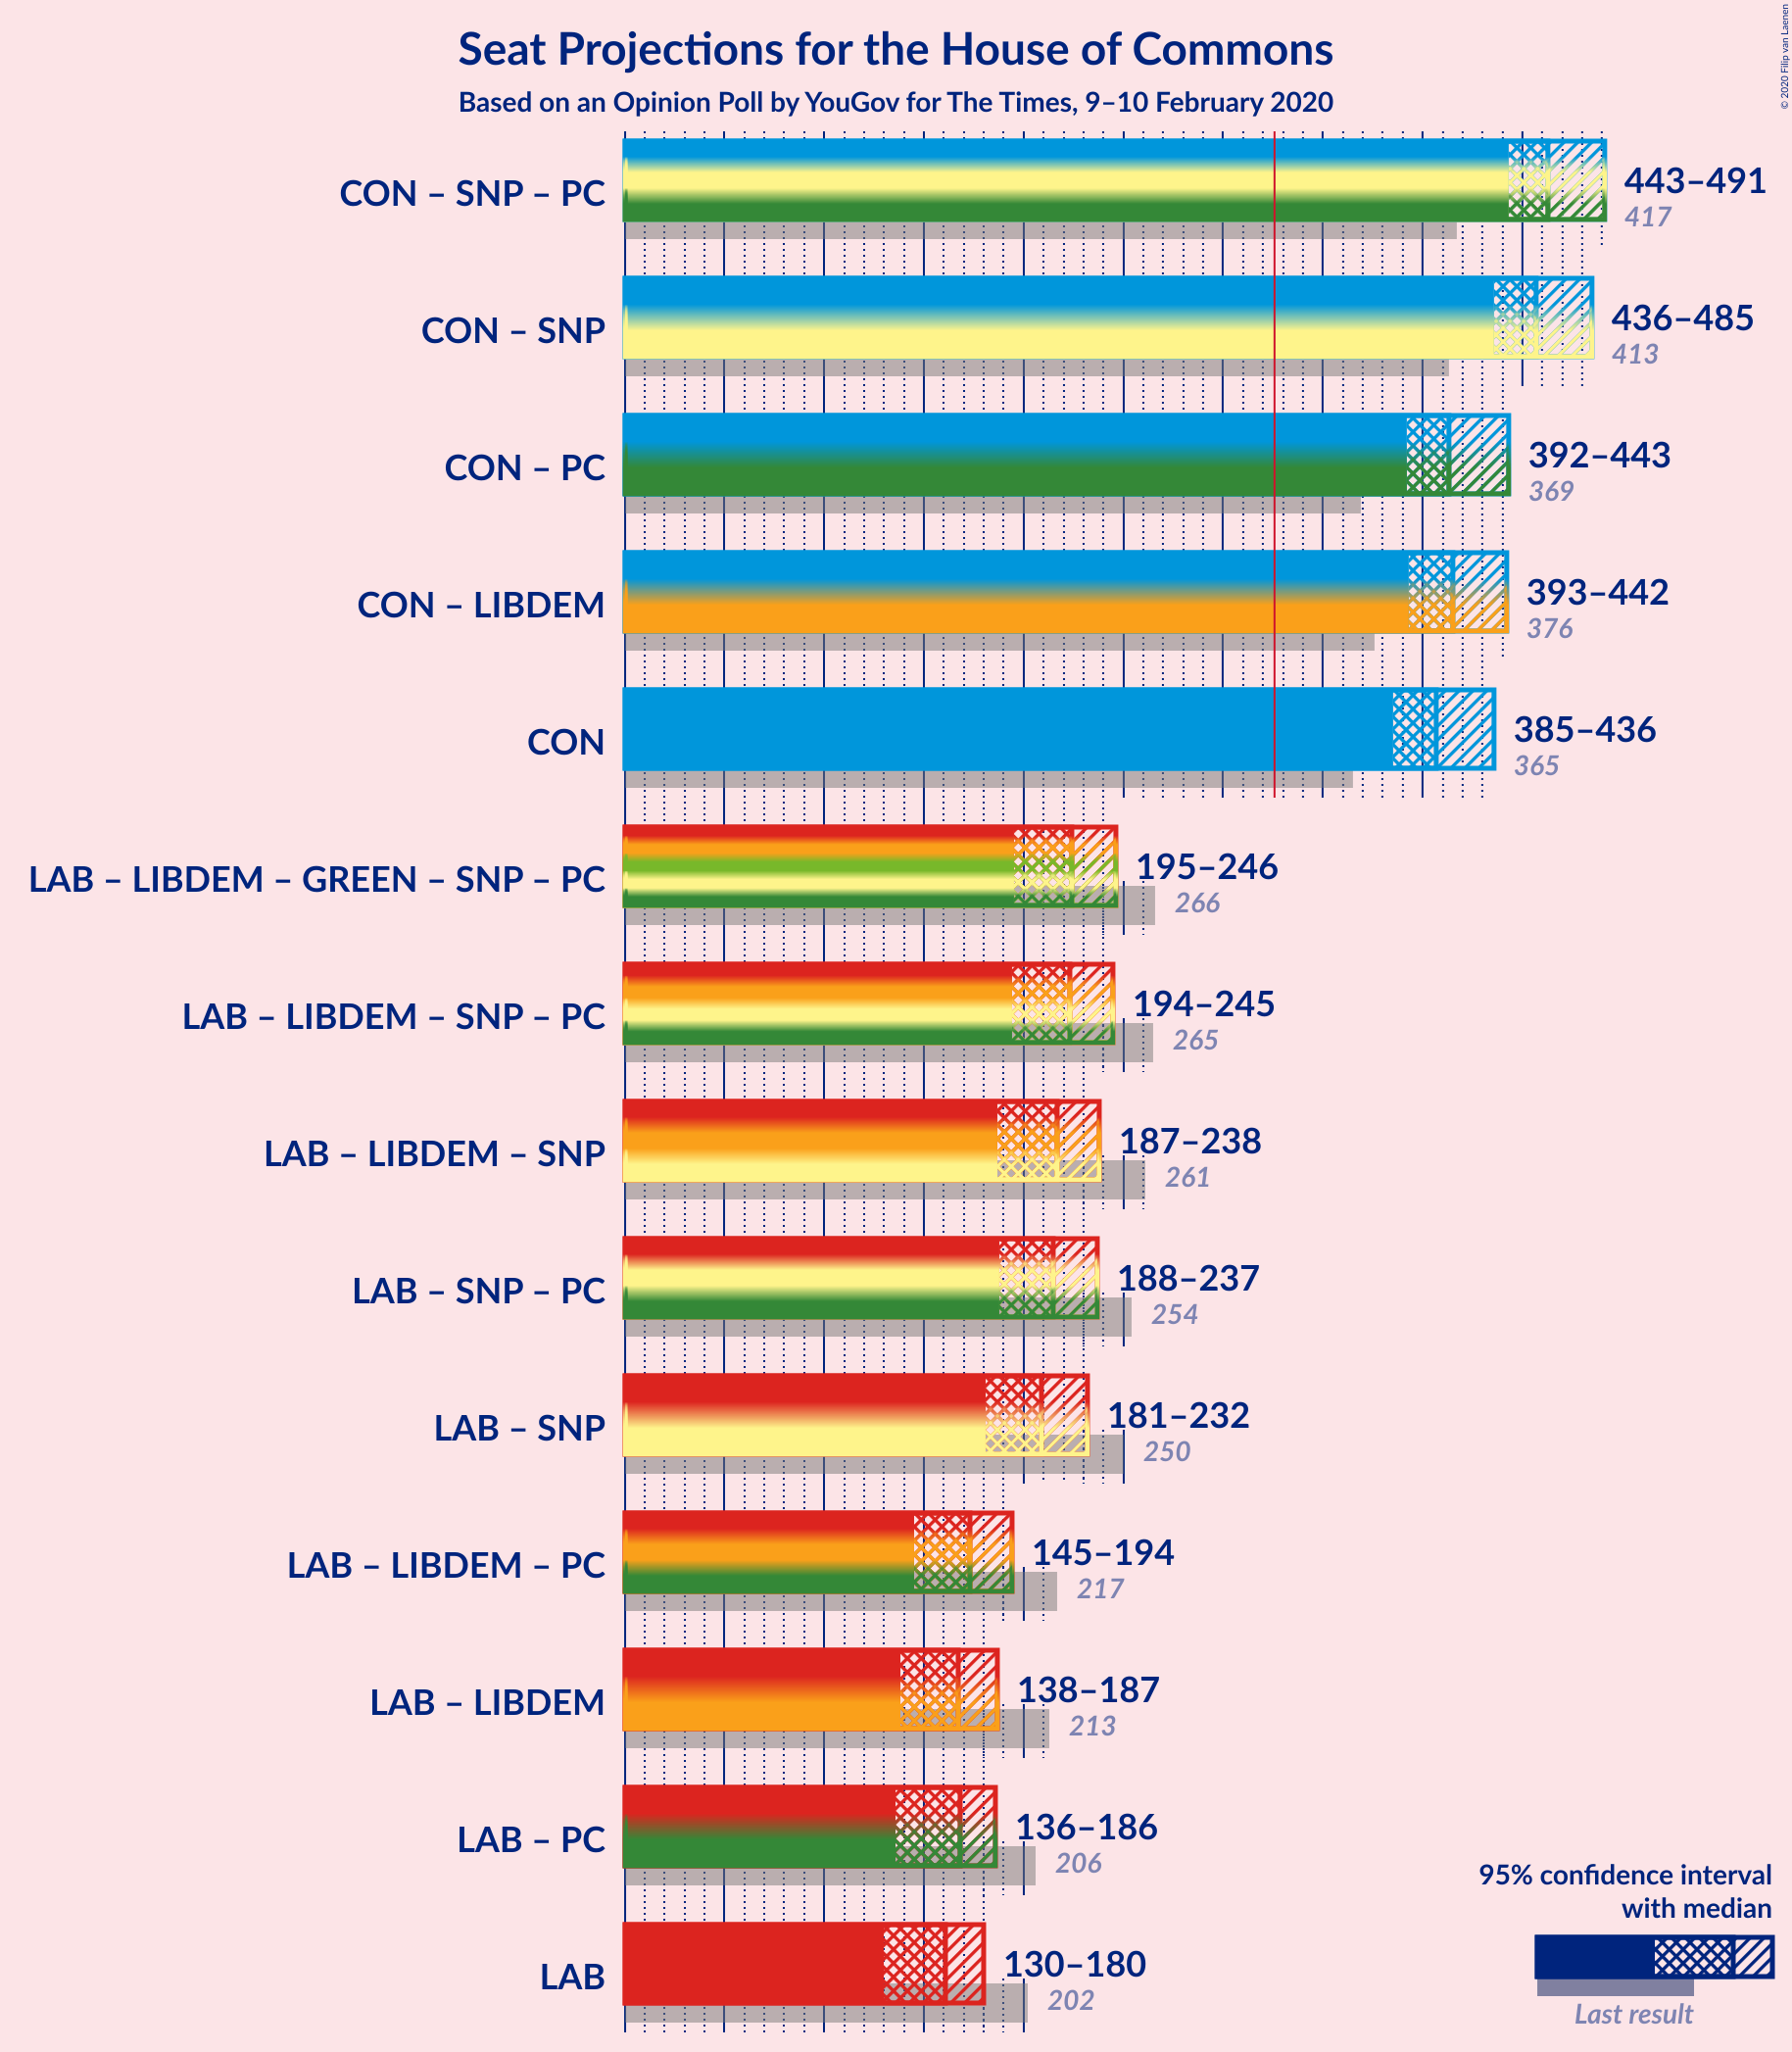 Seat Projections for the House of Commons
Based on an Opinion Poll by YouGov for The Times, 9–10 February 2020
© 2020 Filip van Laenen
CON – SNP – PC
443–491
417
CON – SNP
436–485
413
CON – PC
392–443
369
CON – LIBDEM
393–442
376
CON
385–436
365
LAB – LIBDEM – GREEN – SNP – PC
195–246
266
LAB – LIBDEM – SNP – PC
194–245
265
LAB – LIBDEM – SNP
187–238
261
LAB – SNP – PC
188–237
254
LAB – SNP
181–232
250
LAB – LIBDEM – PC
145–194
217
LAB – LIBDEM
138–187
213
LAB – PC
136–186
206
LAB
130–180
202
95% confidence interval
with median
Last result